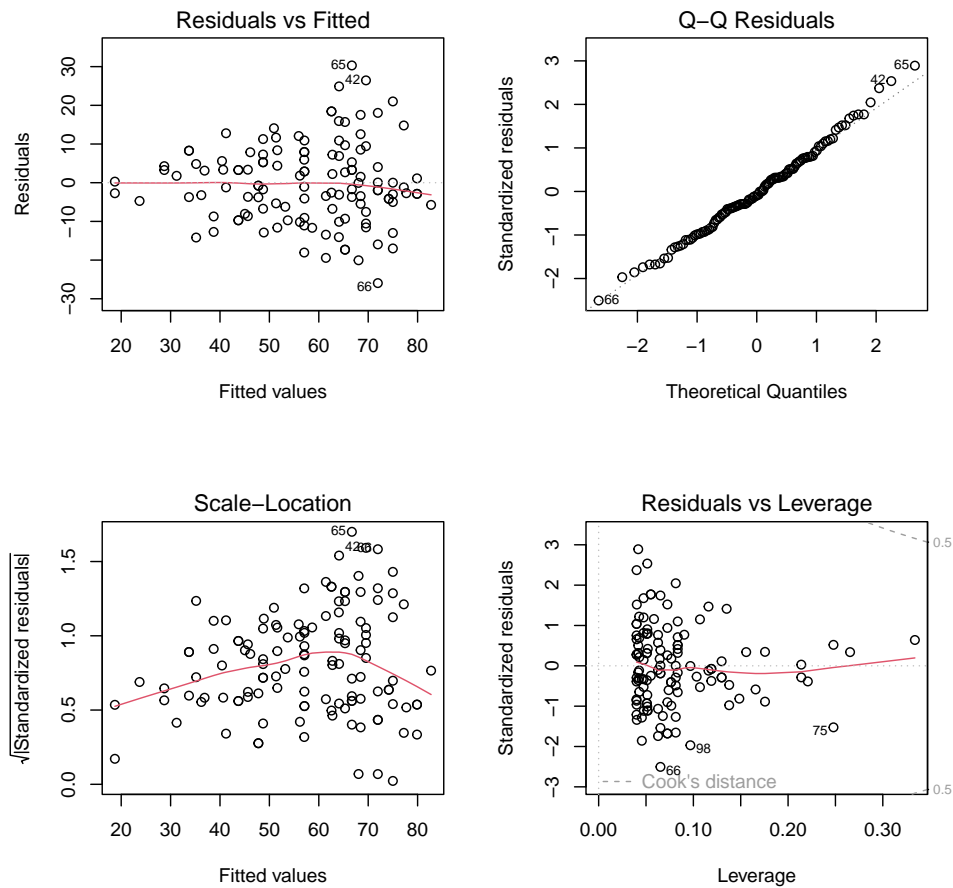 Residuals vs Fitted
Residuals
30
20
10
0
−10
−30
65
42
66
20 30 40 50 60 70 80
Fitted values
Q−Q Residuals
Standardized residuals
3
2
1
0
−1
−2
65
42
66
−2 −1 0 1 2
Theoretical Quantiles
Scale−Location
√|Standardized residuals|
1.5
1.0
0.5
0.0
65
42
66
20 30 40 50 60 70 80
Fitted values
Residuals vs Leverage
Standardized residuals
3
2
1
0
−1
−2
−3
0.5
75
98
66
Cook's distance
0.5
0.00 0.10 0.20 0.30
Leverage